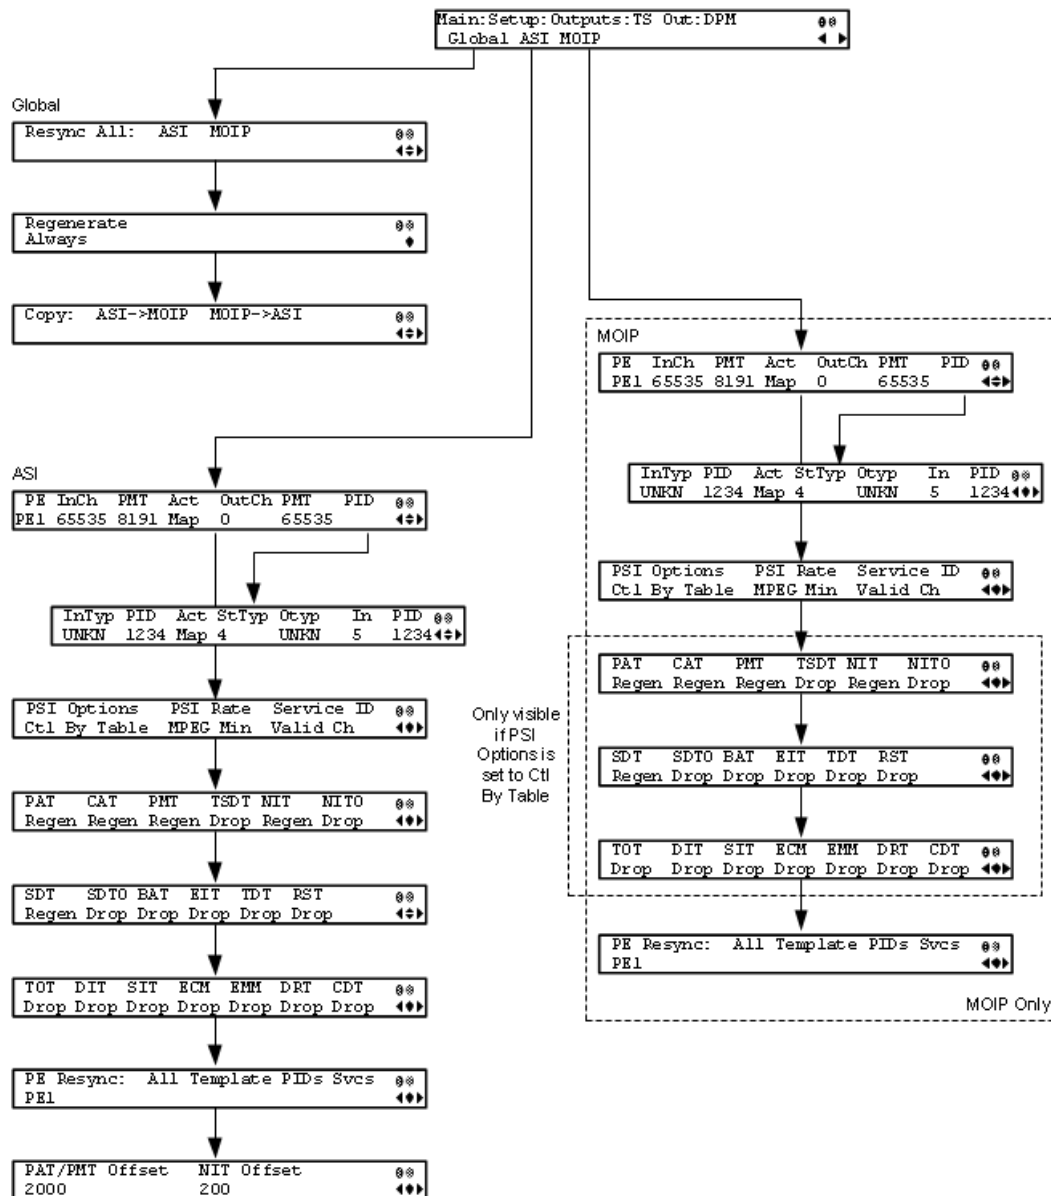 Main:Setup:Outputs:TS Out:DPM
Global ASI MOIP
Global
Resync All: ASI MOIP
Regenerate
Always
Copy: ASI->MOIP MOIP->ASI
ASI
PE InCh PMT Act OutCh PMT PID
PE1 65535 8191 Map 0 65535
InTyp PID Act StTyp Otyp In PID
UNKN 1234 Map 4 UNKN 5 1234
PSI Options PSI Rate Service ID
Ctl By Table MPEG Min Valid Ch
PAT CAT PMT TSDT NIT NITO
Regen Regen Regen Drop Regen Drop
SDT SDTO BAT EIT TDT RST
Regen Drop Drop Drop Drop Drop
TOT DIT SIT ECM EMM DRT CDT
Drop Drop Drop Drop Drop Drop Drop
PE Resync: All Template PIDs Svcs
PE1
PAT/PMT Offset NIT Offset
2000 200
MOIP
PE InCh PMT Act OutCh PMT PID
PE1 65535 8191 Map 0 65535
InTyp PID Act StTyp Otyp In PID
UNKN 1234 Map 4 UNKN 5 1234
PSI Options PSI Rate Service ID
Ctl By Table MPEG Min Valid Ch
Only visible
if PSI
Options is
set to Ctl
By Table
PAT CAT PMT TSDT NIT NITO
Regen Regen Regen Drop Regen Drop
SDT SDTO BAT EIT TDT RST
Regen Drop Drop Drop Drop Drop
TOT DIT SIT ECM EMM DRT CDT
Drop Drop Drop Drop Drop Drop Drop
PE Resync: All Template PIDs Svcs
PE1
MOIP Only